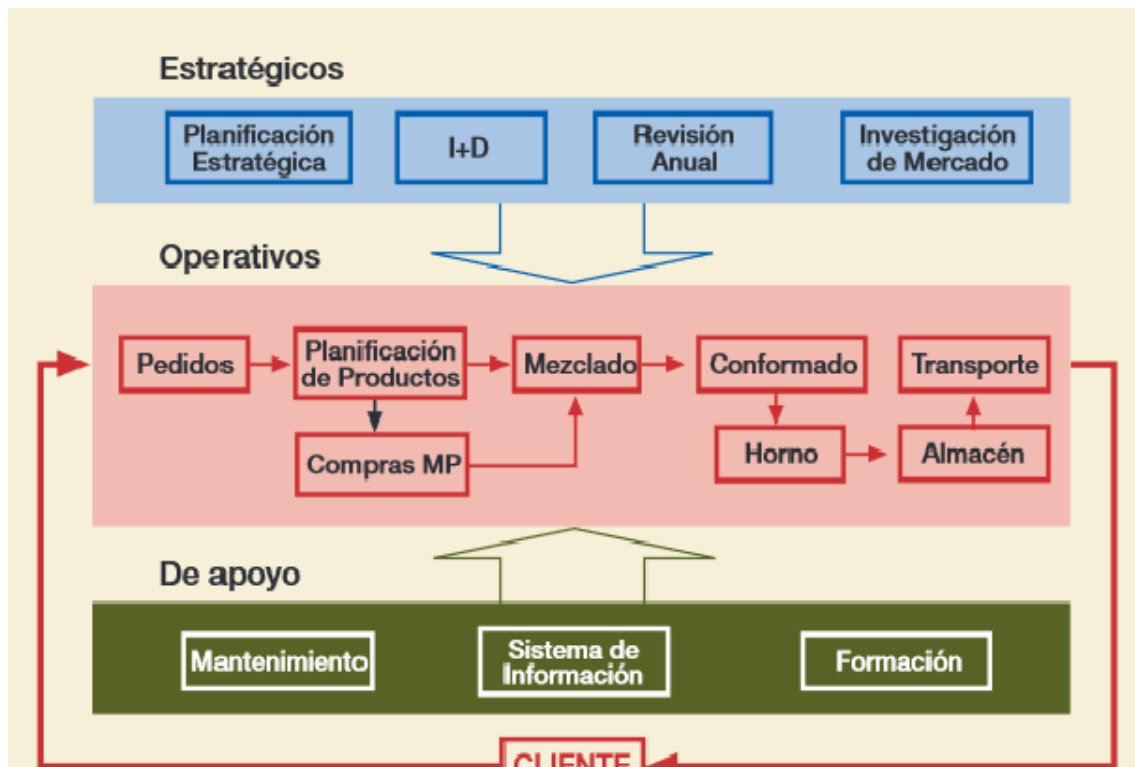 Estratégicos
Planificación
Estratégica
I+D
Revisión
Anual
Investigación
de Mercado
Operativos
Pedidos
Planificación
de Productos
Mezclado
Conformado
Transporte
Compras MP
Horno
Almacén
De apoyo
Mantenimiento
Sistema de
Información
Formación
CLIENTE